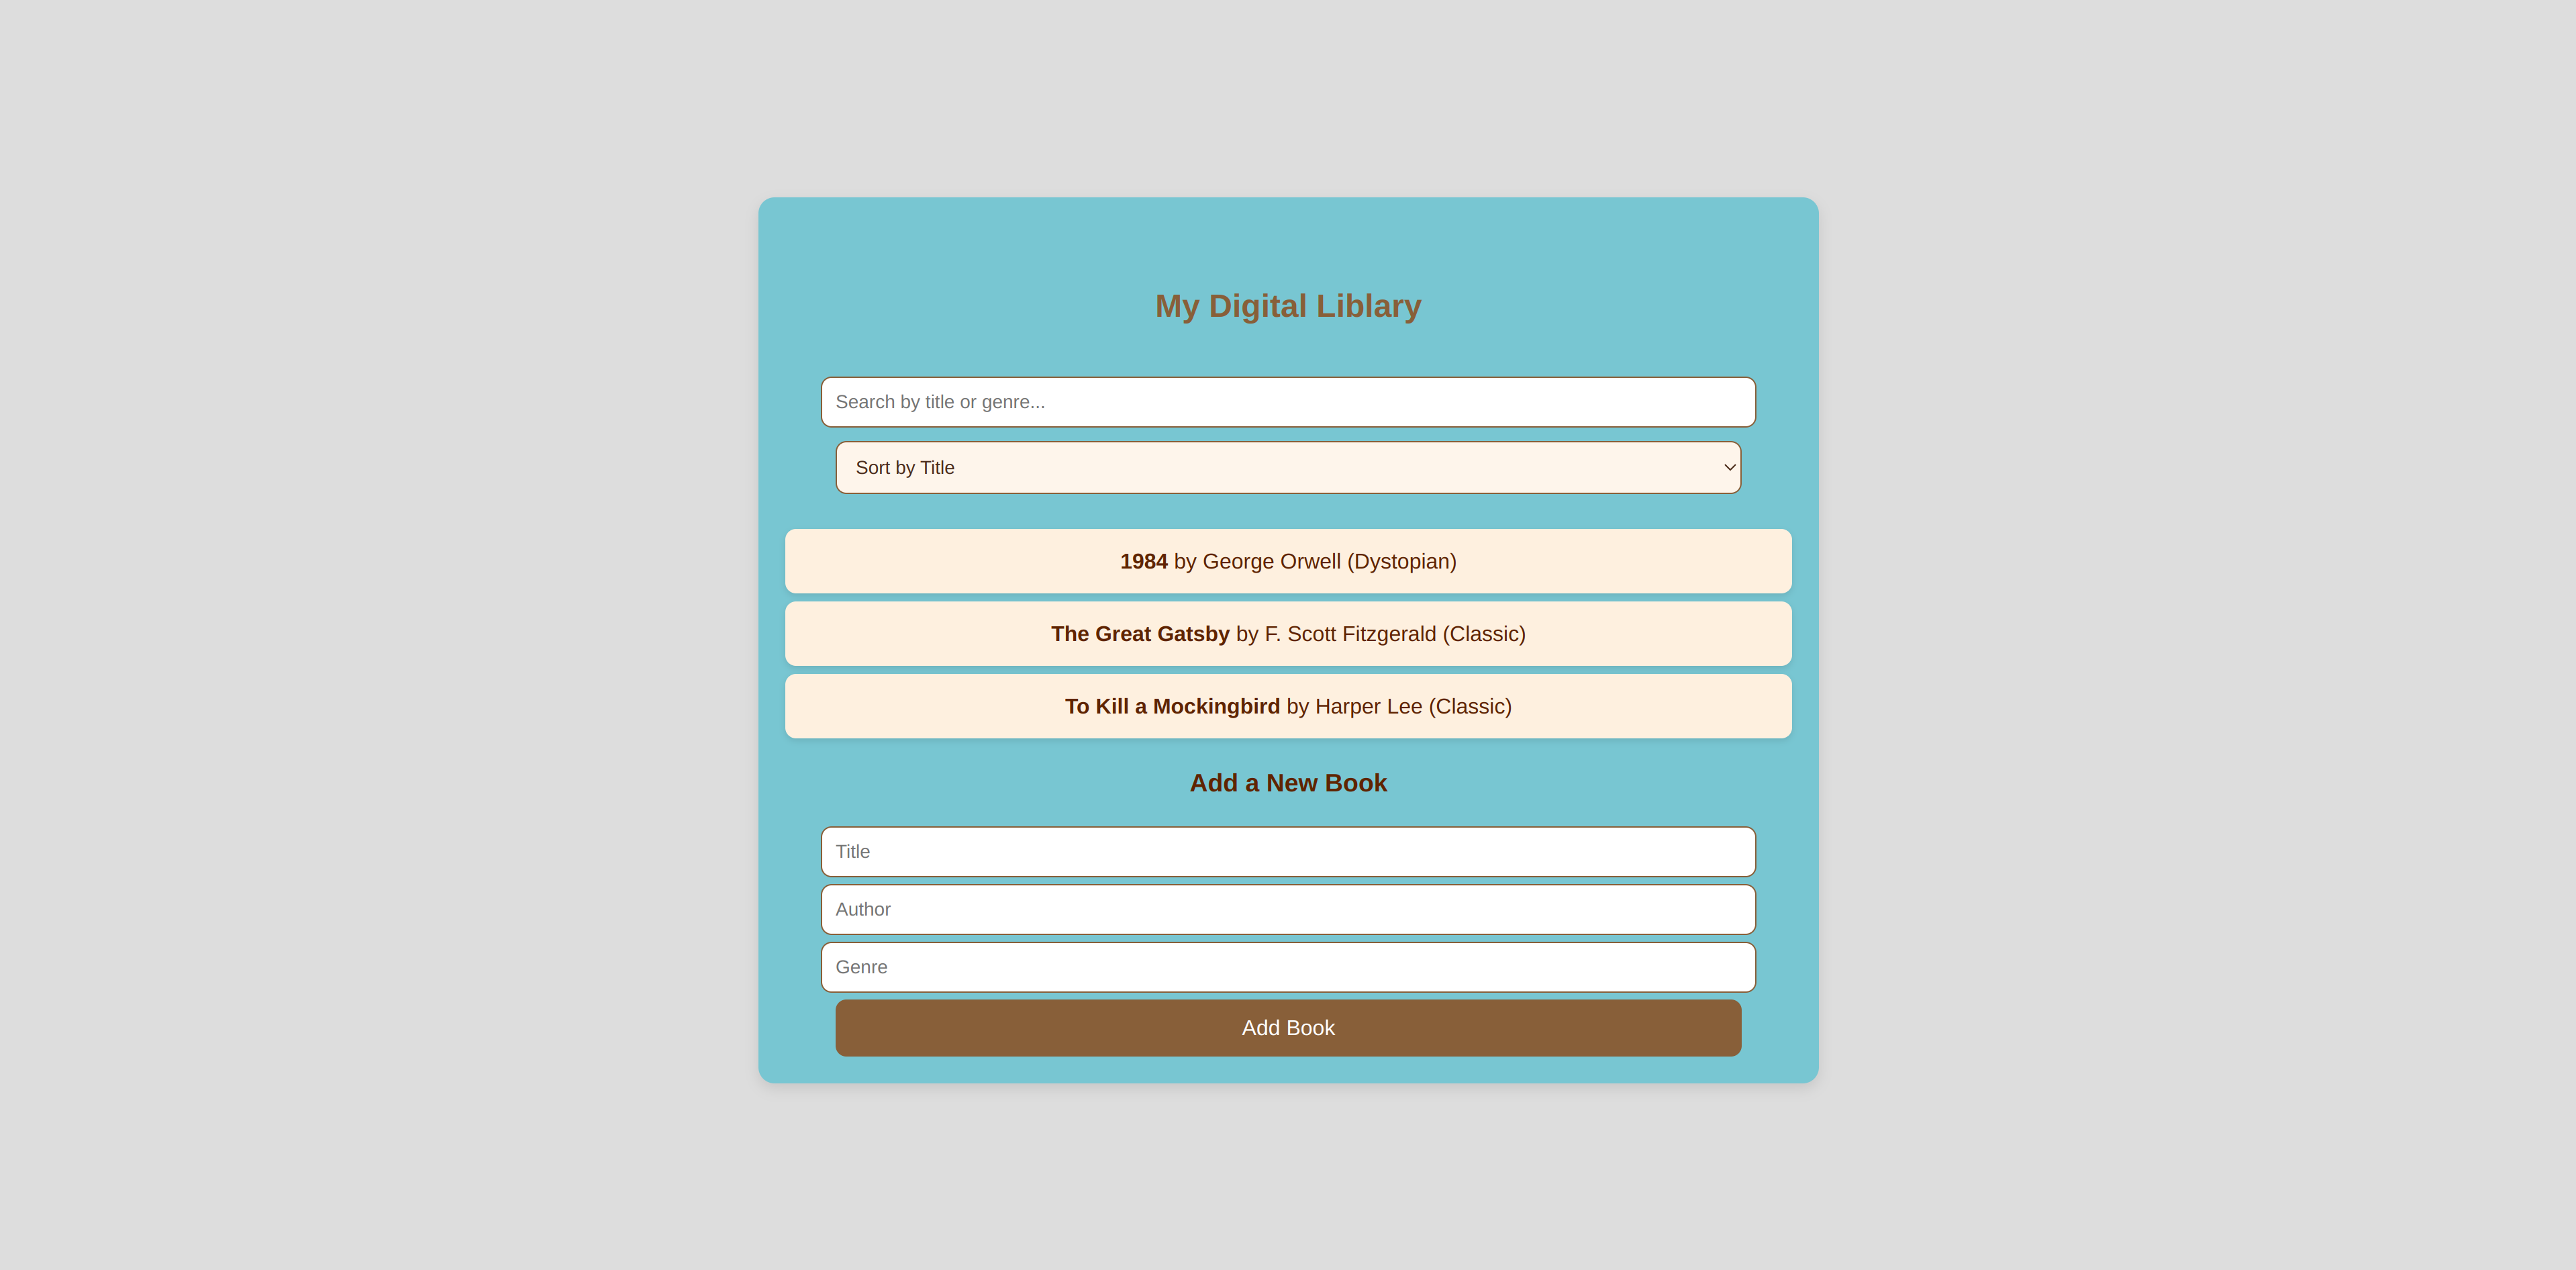 My Digital Liblary
Search by title or genre...
Sort by Title
1984 by George Orwell (Dystopian)
The Great Gatsby by F. Scott Fitzgerald (Classic)
To Kill a Mockingbird by Harper Lee (Classic)
Add a New Book
Title
Author
Genre
Add Book